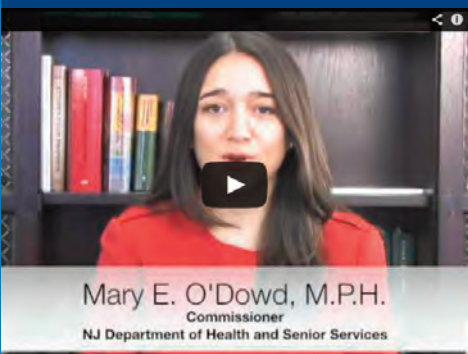 Mary E. O'Dowd, M.P.H.
Commissioner
NJ Department of Health and Senior Services